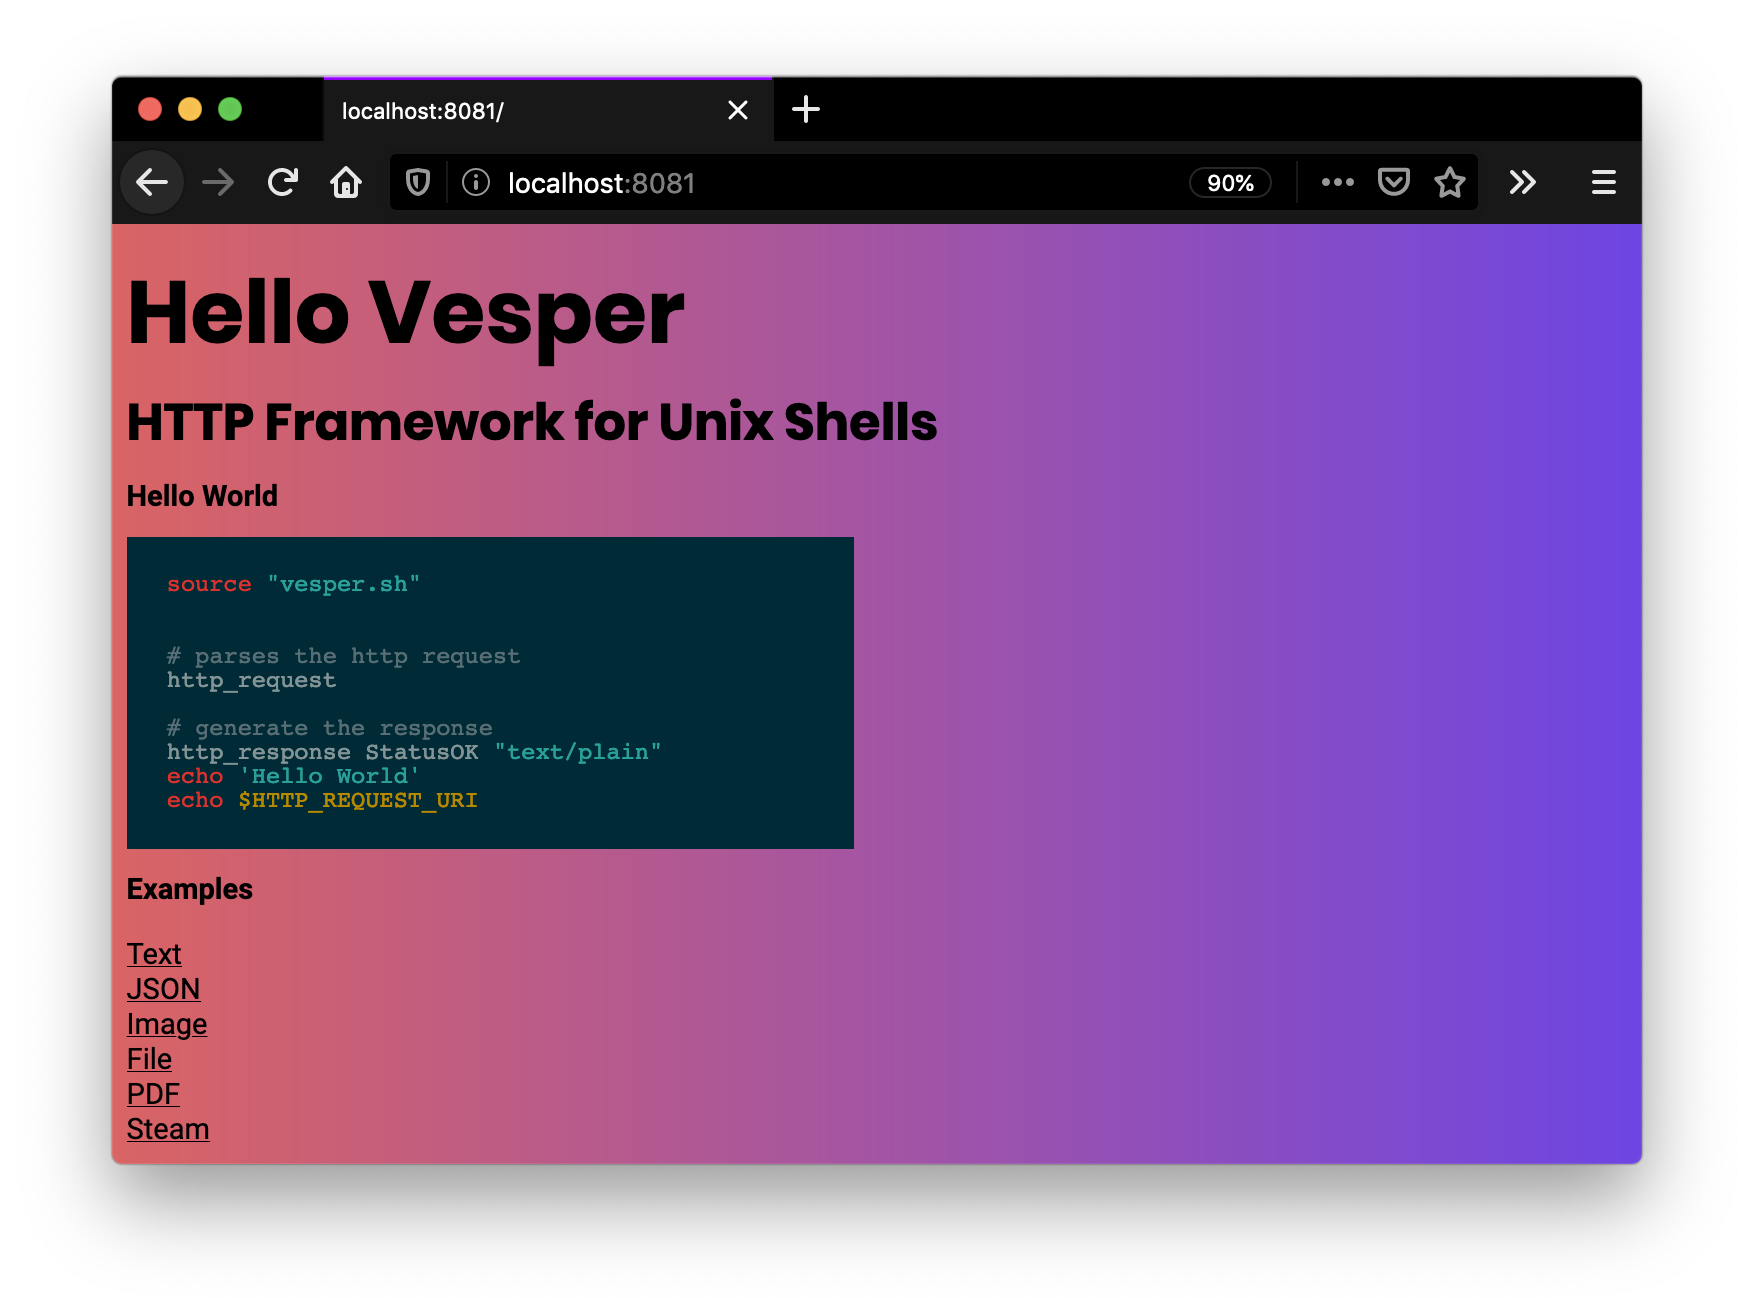 localhost:8081/
localhost:8081
90%
Hello Vesper
HTTP Framework for Unix Shells
Hello World
source "vesper.sh"
# parses the http request
http_request
# generate the response
http_response StatusOK "text/plain"
echo 'Hello World'
echo $HTTP_REQUEST_URI
Examples
Text
JSON
Image
File
PDF
Steam